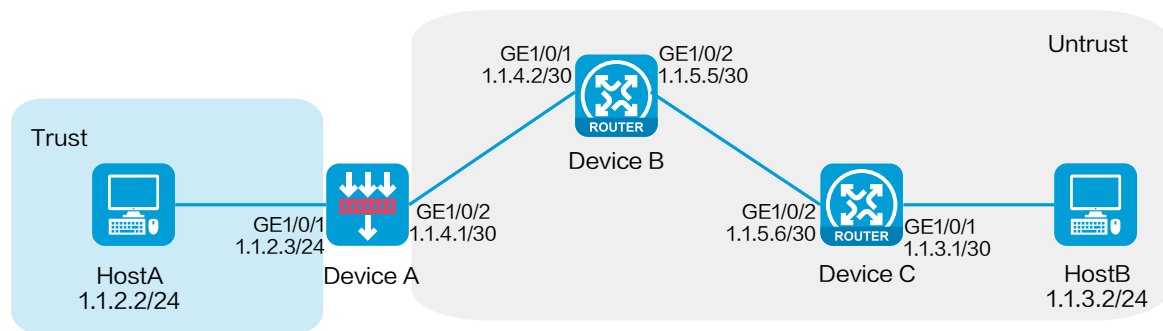 Untrust
GE1/0/1
1.1.4.2/30
GE1/0/2
1.1.5.5/30
ROUTER
Device B
Trust
GE1/0/1
1.1.2.3/24
GE1/0/2
1.1.4.1/30
GE1/0/2
1.1.5.6/30
ROUTER
GE1/0/1
1.1.3.1/30
HostA
1.1.2.2/24
Device A
Device C
HostB
1.1.3.2/24